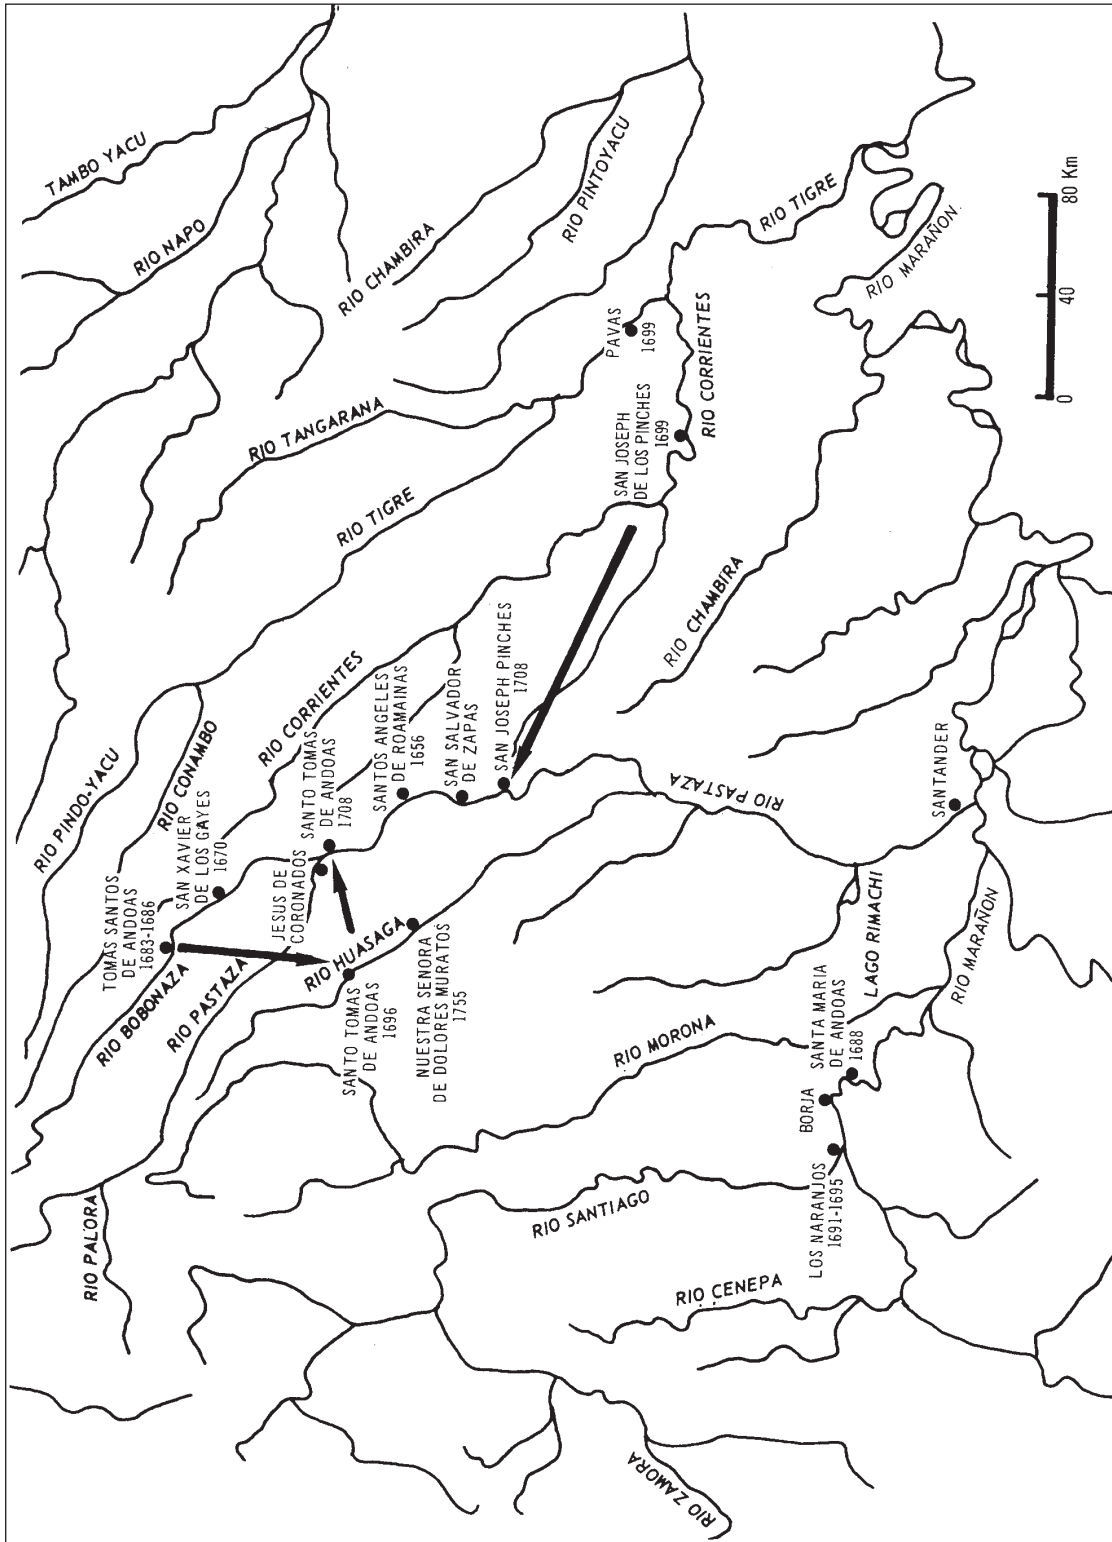 TAMBO YACU
RIO NAPO
RIO CHAMBIRA
RIO PINTOYACU
RIO TIGRE
RIO MARAÑON
RIO TANGARANA
PAVAS
1699
RIO CORRIENTES
SAN JOSEPH
DE LOS PINCHES
1699
RIO TIGRE
RIO CHAMBIRA
80 Km
40
0
RIO PINDO-YACU
RIO CONAMBO
RIO CORRIENTES
SANTOS ANGELES
DE ROAMAINAS
1656
SAN SALVADOR
DE ZAPAS
SAN JOSEPH PINCHES
1708
SANTO TOMAS
DE ANDOAS
1708
SAN XAVIER
DE LOS GAYES
1670
TOMAS SANTOS
DE ANDOAS
1683-1686
JESUS DE
CORONADOS
RIO BOBONAZA
RIO PASTAZA
RIO HUASAGA
SANTO TOMAS
DE ANDOAS
1696
NUESTRA SENORA
DE DOLORES MURATOS
1755
RIO PASTAZA
SANTANDER
LAGO RIMACHI
RIO MARAÑON
RIO MORONA
SANTA MARIA
DE ANDOAS
1688
BORJA
LOS NARANJOS
1691-1695
RIO PALORA
RIO SANTIAGO
RIO CENEPA
RIO ZAMORA